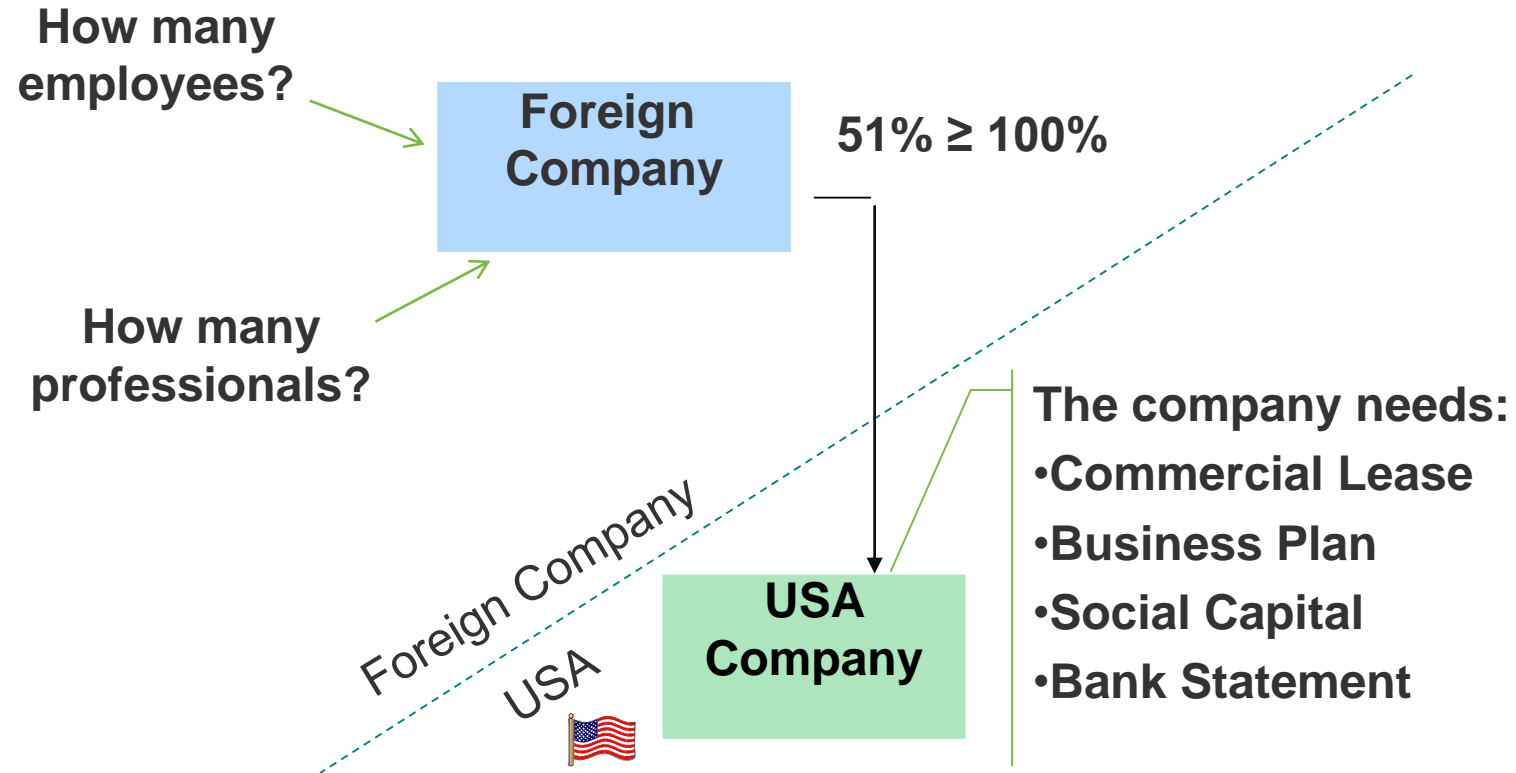 How many
employees?
Foreign
Company
51% ≥ 100%
How many
professionals?
The company needs:
•Commercial Lease
•Business Plan
•Social Capital
•Bank Statement
Foreign Company
USA
USA
Company